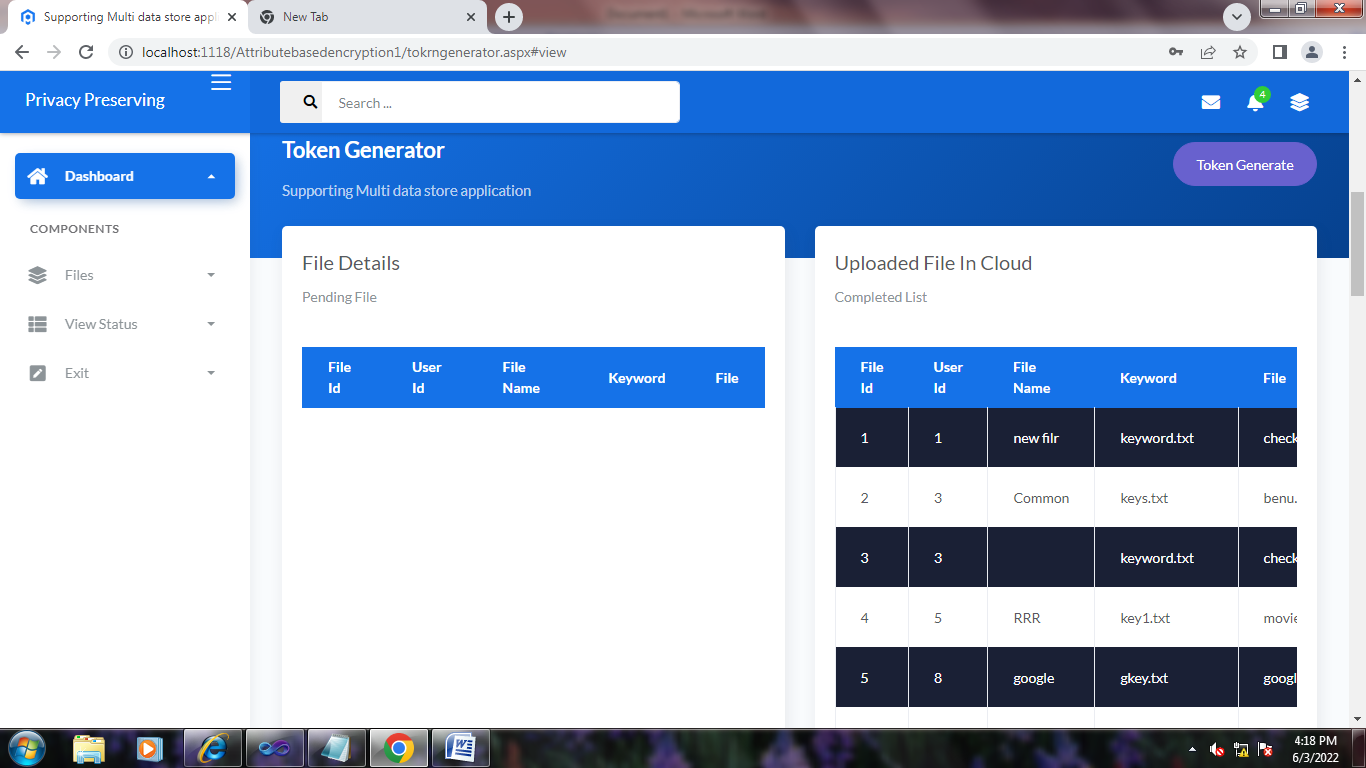 Supporting Multi data store appl
New Tab
localhost:1118/Attributebasedencryption1/tokrngenerator.aspx#view
Privacy Preserving
Search ...
4
Token Generator
Token Generate
Supporting Multi data store application
Dashboard
COMPONENTS
Files
View Status
Exit
File Details
Pending File
File Id User Id File Name Keyword File
Uploaded File In Cloud
Completed List
File Id User Id File Name Keyword File
1 1 new filr keyword.txt check
2 3 Common keys.txt benu.
3 3 keyword.txt check
4 5 RRR key1.txt movie
5 8 google gkey.txt googl
4:18 PM
6/3/2022